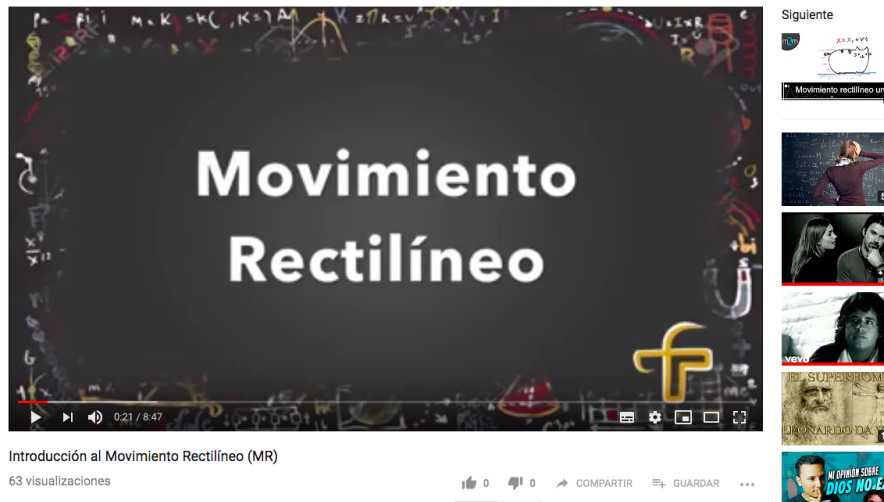 Movimiento
Rectilíneo
0:21 / 8:47
Introducción al Movimiento Rectilíneo (MR)
63 visualizaciones
0
0
COMPARTIR
GUARDAR
Siguiente
Movimiento rectilíneo un
vevo
EL SUPERHOM
LEONARDO DA V
MI OPINIÓN SOBRE
DIOS NO E